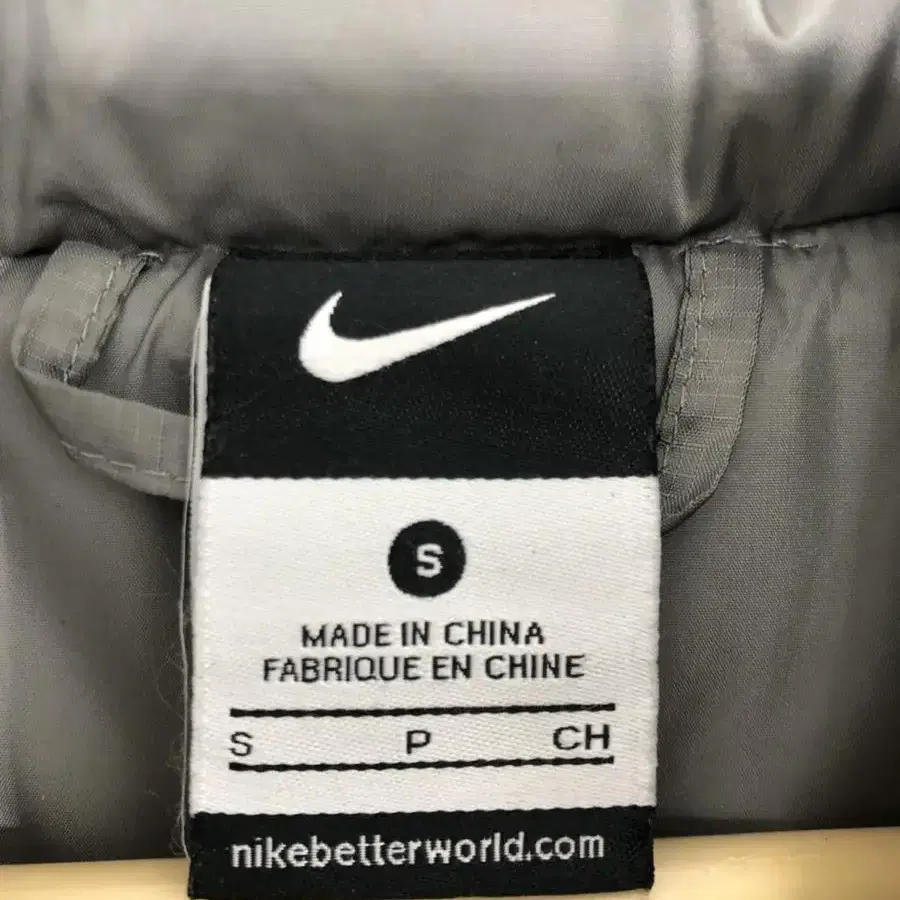 S
MADE IN CHINA
FABRIQUE EN CHINE
S P CH
nikebetterworld.com